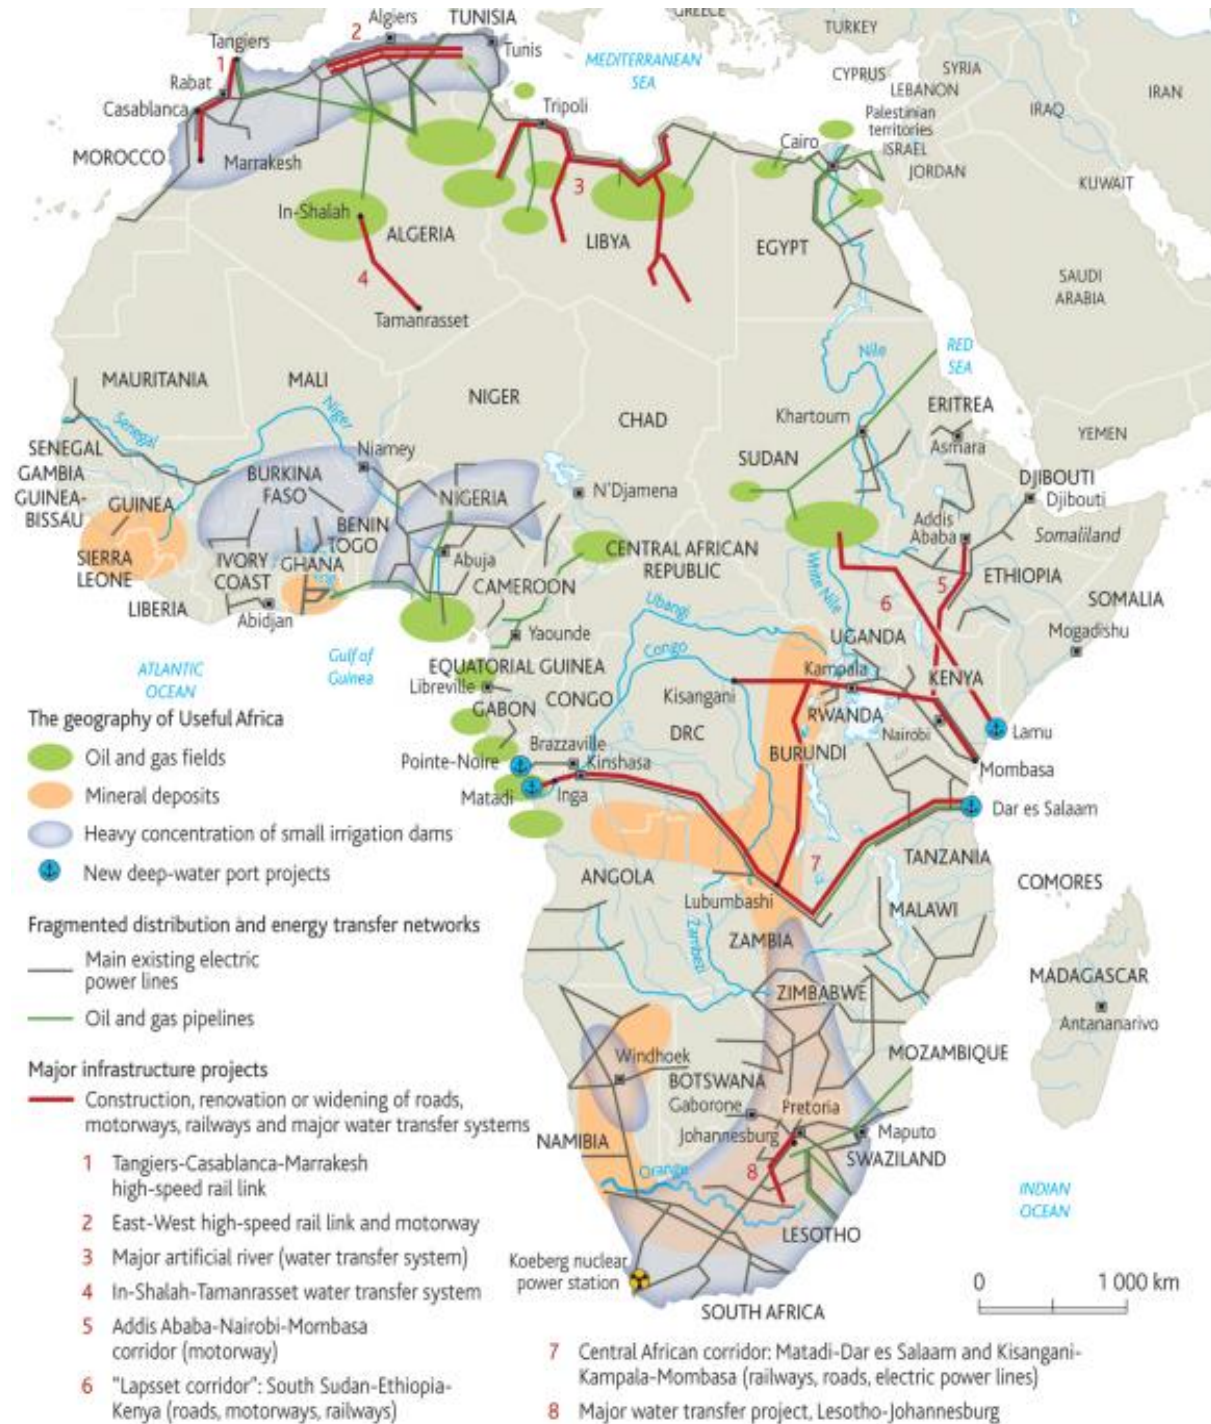 GREECE
TURKEY
Algiers
TUNISIA
2
Tangiers
Tunis
MEDITERRANEAN
SEA
CYPRUS
SYRIA
LEBANON
IRAN
IRAQ
1
Rabat
Casablanca
Tripoli
Palestinian
territories
ISRAEL
Cairo
JORDAN
MOROCCO
Marrakesh
KUWAIT
3
In-Shalah
ALGERIA
LIBYA
EGYPT
4
SAUDI
ARABIA
Tamanrasset
RED
SEA
Nile
MAURITANIA
MALI
NIGER
Niger
CHAD
Khartoum
ERITREA
Senegal
Asmara
YEMEN
SENEGAL
GAMBIA
GUINEA-
BISSAU
GUINEA
Niamey
BURKINA
FASO
NIGERIA
N'Djamena
SUDAN
DJIBOUTI
Djibouti
BENIN
TOGO
Addis
Ababa
Somaliland
SIERRA
LEONE
IVORY
COAST
GHANA
Abuja
CENTRAL AFRICAN
REPUBLIC
White Nile
5
ETHIOPIA
CAMEROON
6
LIBERIA
Abidjan
Ubangi
SOMALIA
UGANDA
Mogadishu
Yaounde
ATLANTIC
OCEAN
Gulf of
Guinea
EQUATORIAL GUINEA
Congo
Kampala
KENYA
Libreville
CONGO
Kisangani
GABON
RWANDA
Nairobi
Lamu
DRC
Brazzaville
BURUNDI
Pointe-Noire
Kinshasa
Mombasa
Matadi
Inga
Dar es Salaam
7
TANZANIA
ANGOLA
COMORES
Lubumbashi
MALAWI
Zambezi
ZAMBIA
MADAGASCAR
ZIMBABWE
Antananarivo
MOZAMBIQUE
Windhoek
BOTSWANA
Gaborone
Pretoria
Johannesburg
Maputo
NAMIBIA
SWAZILAND
Orange
8
INDIAN
OCEAN
LESOTHO
Koeberg nuclear
power station
SOUTH AFRICA
0 1 000 km
The geography of Useful Africa
Oil and gas fields
Mineral deposits
Heavy concentration of small irrigation dams
New deep-water port projects
Fragmented distribution and energy transfer networks
Main existing electric
power lines
Oil and gas pipelines
Major infrastructure projects
Construction, renovation or widening of roads,
motorways, railways and major water transfer systems
1 Tangiers-Casablanca-Marrakesh
high-speed rail link
2 East-West high-speed rail link and motorway
3 Major artificial river (water transfer system)
4 In-Shalah-Tamanrasset water transfer system
5 Addis Ababa-Nairobi-Mombasa
corridor (motorway)
6 "Lapsset corridor": South Sudan-Ethiopia-
Kenya (roads, motorways, railways)
7 Central African corridor: Matadi-Dar es Salaam and Kisangani-
Kampala-Mombasa (railways, roads, electric power lines)
8 Major water transfer project, Lesotho-Johannesburg